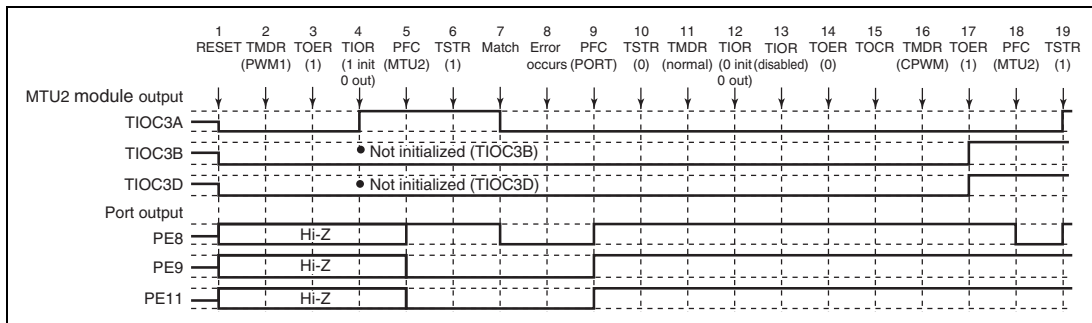 1 2 3 4 5 6 7 8 9 10 11 12 13 14 15 16 17 18 19
RESET TMDR TOER TIOR PFC TSTR Match Error PFC TSTR TMDR TIOR TIOR TOER TOCR TMDR TOER PFC TSTR
(PWM1) (1) (1 init (MTU2) (1) occurs (PORT) (0) (normal) (0 init (disabled) (0) (CPWM) (1) (MTU2) (1)
0 out) 0 out)
MTU2 module output
TIOC3A
TIOC3B
• Not initialized (TIOC3B)
TIOC3D
• Not initialized (TIOC3D)
Port output
PE8
Hi-Z
PE9
Hi-Z
PE11
Hi-Z